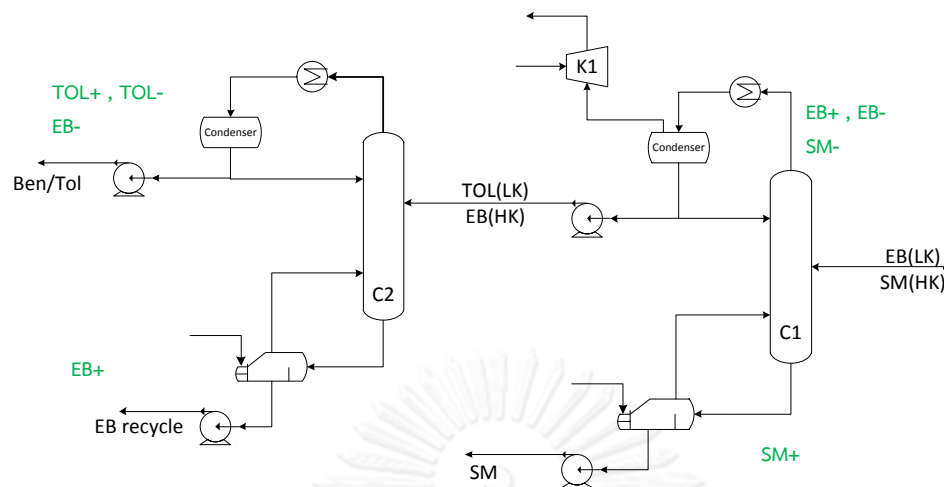 K1
TOL+ , TOL-
EB-
Condenser
Ben/Tol
EB+ , EB-
SM-
Condenser
TOL(LK)
EB(HK)
EB(LK)
SM(HK)
C2
C1
EB+
EB recycle
SM+
SM